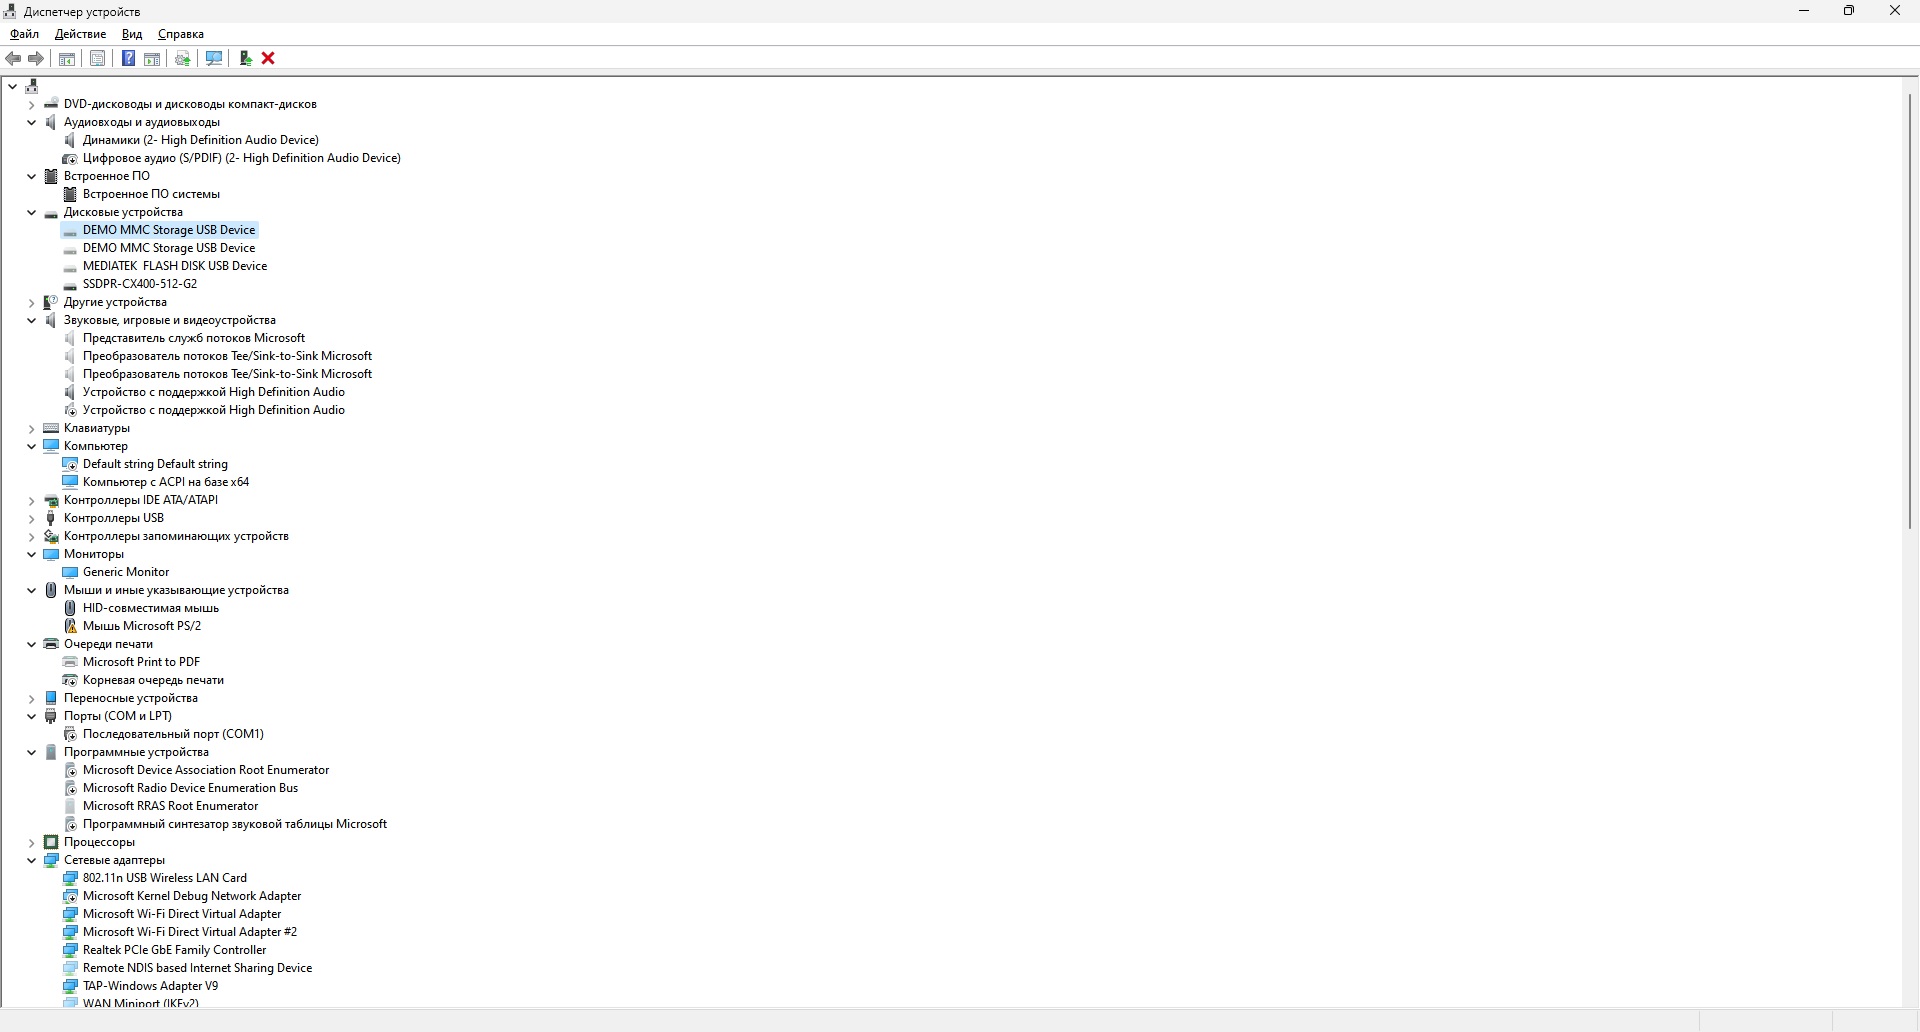 Диспетчер устройств
Файл Действие Вид Справка
DVD-дисководы и дисководы компакт-дисков
Аудиовходы и аудиовыходы
Динамики (2- High Definition Audio Device)
Цифровое аудио (S/PDIF) (2- High Definition Audio Device)
Встроенное ПО
Встроенное ПО системы
Дисковые устройства
DEMO MMC Storage USB Device
DEMO MMC Storage USB Device
MEDIATEK  FLASH DISK USB Device
SSDPR-CX400-512-G2
Другие устройства
Звуковые, игровые и видеоустройства
Представитель служб потоков Microsoft
Преобразователь потоков Tee/Sink-to-Sink Microsoft
Преобразователь потоков Tee/Sink-to-Sink Microsoft
Устройство с поддержкой High Definition Audio
Устройство с поддержкой High Definition Audio
Клавиатуры
Компьютер
Default string Default string
Компьютер с ACPI на базе x64
Контроллеры IDE ATA/ATAPI
Контроллеры USB
Контроллеры запоминающих устройств
Мониторы
Generic Monitor
Мыши и иные указывающие устройства
HID-совместимая мышь
Мышь Microsoft PS/2
Очереди печати
Microsoft Print to PDF
Корневая очередь печати
Переносные устройства
Порты (COM и LPT)
Последовательный порт (COM1)
Программные устройства
Microsoft Device Association Root Enumerator
Microsoft Radio Device Enumeration Bus
Microsoft RRAS Root Enumerator
Программный синтезатор звуковой таблицы Microsoft
Процессоры
Сетевые адаптеры
802.11n USB Wireless LAN Card
Microsoft Kernel Debug Network Adapter
Microsoft Wi-Fi Direct Virtual Adapter
Microsoft Wi-Fi Direct Virtual Adapter #2
Realtek PCIe GbE Family Controller
Remote NDIS based Internet Sharing Device
TAP-Windows Adapter V9
WAN Miniport (IKEv2)